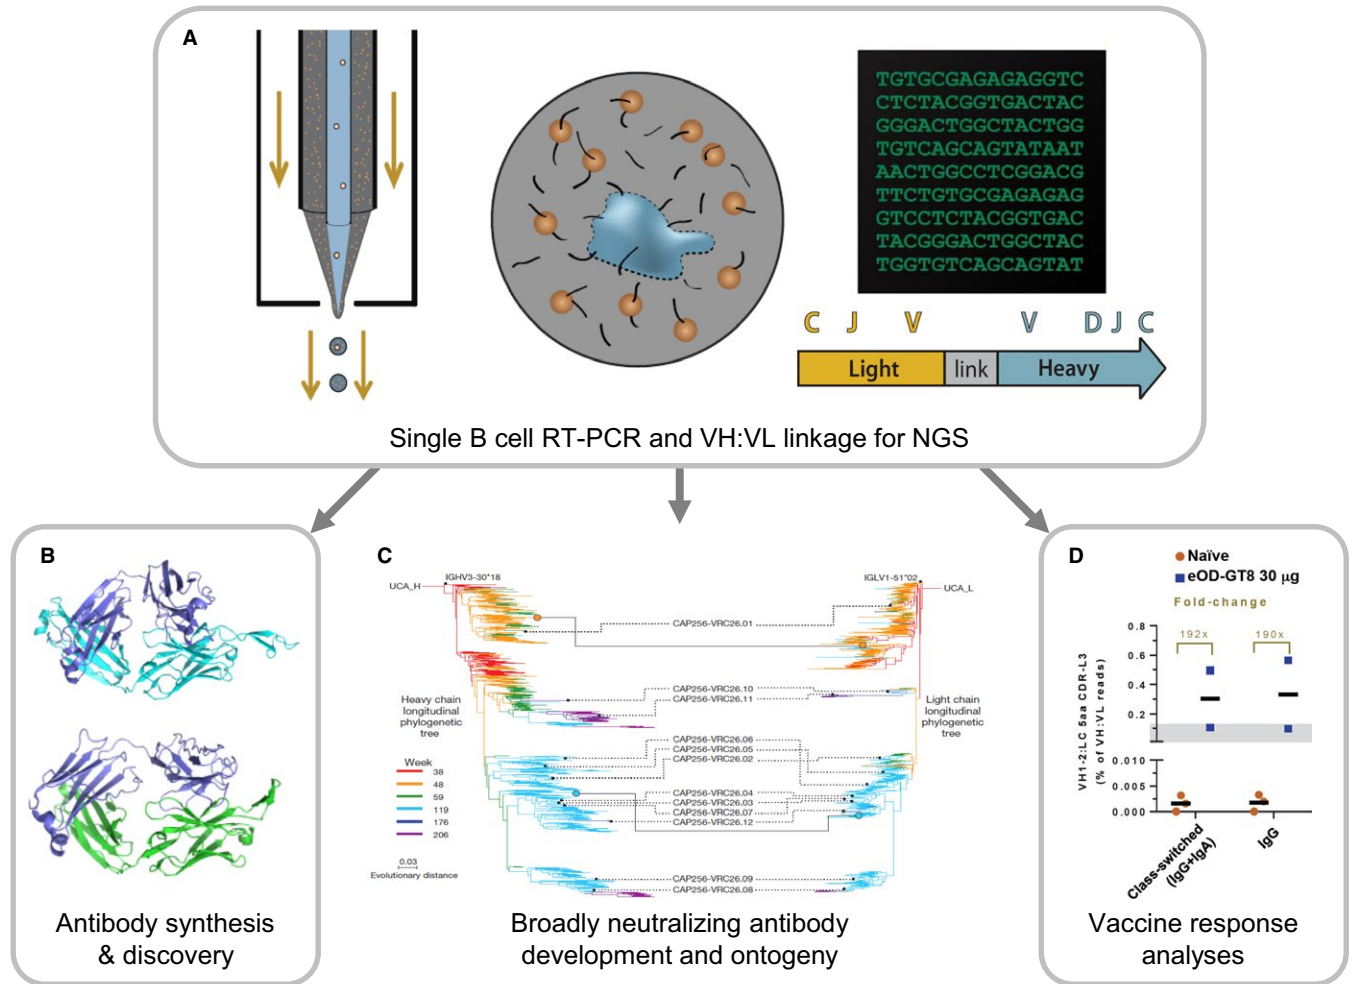 A
TGTGCGAGAGAGGTC
CTCTACGGTGACTAC
GGGACTGGCTACTGG
TGTCAGCAGTATAAT
AACTGGCCTCGGACG
TTCTGTGCGAGAGAG
GTCCTCTACGGTGAC
TACGGGACTGGCTAC
TGGTGTCAGCAGTAT
C J V V D J C
Light link Heavy
Single B cell RT-PCR and VH:VL linkage for NGS
B
Antibody synthesis
& discovery
C
IGHV3-30*18
UCA_H
IGLV1-51*02
UCA_L
CAP256-VRC26.01
CAP256-VRC26.10
CAP256-VRC26.11
Heavy chain
longitudinal
phylogenetic
tree
Light chain
longitudinal
phylogenetic
tree
CAP256-VRC26.06
CAP256-VRC26.05
CAP256-VRC26.02
CAP256-VRC26.04
CAP256-VRC26.03
CAP256-VRC26.07
CAP256-VRC26.12
CAP256-VRC26.09
CAP256-VRC26.08
Week
38
48
59
119
176
206
0.03
Evolutionary distance
Broadly neutralizing antibody
development and ontogeny
D
Naïve
eOD-GT8 30 μg
Fold-change
192x
190x
VH1-2:LC 5aa CDR-L3
(% of VH:VL reads)
0.8
0.6
0.4
0.2
0.010
0.005
0.000
Class-switched
(IgG+IgA)
IgG
Vaccine response
analyses